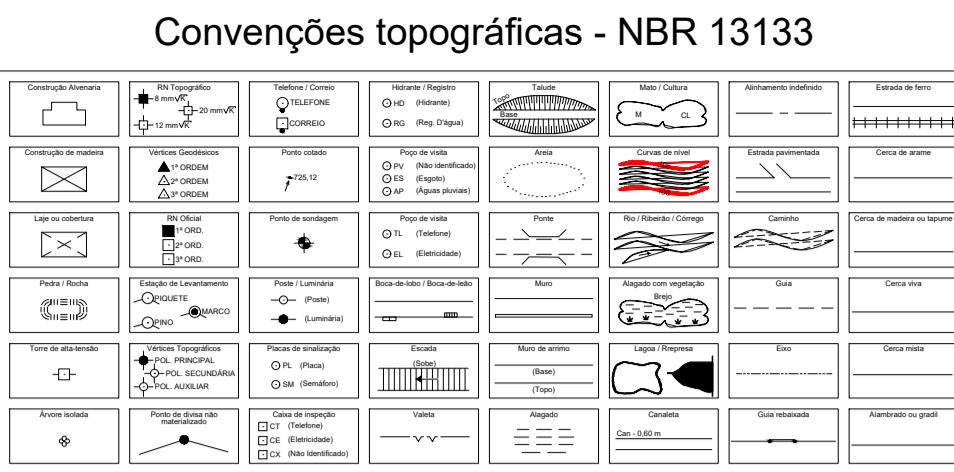 Convenções topográficas - NBR 13133
Construção Alvenaria
RN Topográfico
8 mm√K
20 mm√K
12 mm√K
Telefone / Correio
TELEFONE
CORREIO
Hidrante / Registro
HD (Hidrante)
RG (Reg. D'água)
Talude
Topo
Base
Mato / Cultura
M CL
Alinhamento indefinido
Estrada de ferro
Construção de madeira
Vértices Geodésicos
1ª ORDEM
2ª ORDEM
3ª ORDEM
Ponto cotado
725,12
Poço de visita
PV (Não identificado)
ES (Esgoto)
AP (Águas pluviais)
Areia
Curvas de nível
Estrada pavimentada
Cerca de arame
Laje ou cobertura
RN Oficial
1ª ORD.
2ª ORD.
3ª ORD.
Ponto de sondagem
Poço de visita
TL (Telefone)
EL (Eletricidade)
Ponte
Rio / Ribeirão / Córrego
Caminho
Cerca de madeira ou tapume
Pedra / Rocha
Estação de Levantamento
PIQUETE
MARCO
PINO
Poste / Luminária
(Poste)
(Luminária)
Boca-de-lobo / Boca-de-leão
Muro
Alagado com vegetação
Brejo
Guia
Cerca viva
Torre de alta-tensão
Vértices Topográficos
POL. PRINCIPAL
POL. SECUNDÁRIA
POL. AUXILIAR
Placas de sinalização
PL (Placa)
SM (Semáforo)
Escada
(Sobe)
Muro de arrimo
(Base)
(Topo)
Lagoa / Rrepresa
Eixo
Cerca mista
Árvore isolada
Ponto de divisa não
materializado
Caixa de inspeção
CT (Telefone)
CE (Eletricidade)
CX (Não Identificado)
Valeta
Alagado
Canaleta
Can - 0,60 m
Guia rebaixada
Alambrado ou gradil